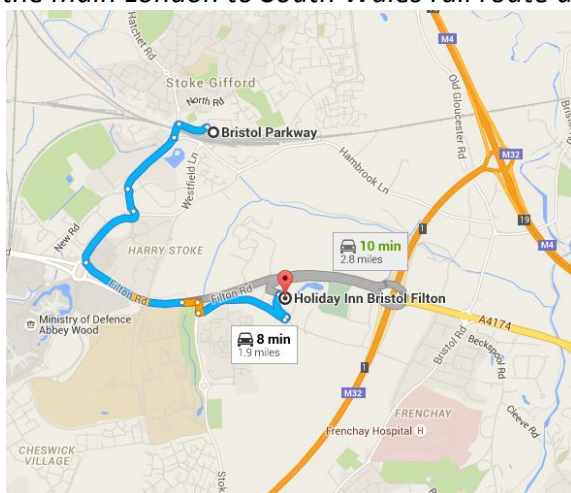 the main London to South Wales rail route a
Hatchet Rd
M4
Stoke Gifford
North Rd
Bristol Parkway
Old Gloucester Rd
M32
Westfield Ln
Hambrook Ln
19
M4
New Rd
HARRY STOKE
10 min
2.8 miles
1
Filton Rd
Filton Rd
Holiday Inn Bristol Filton
Ministry of Defence
Abbey Wood
8 min
1.9 miles
A4174
Bristol Rd
Beckspool Rd
1
M32
FRENCHAY
Cleeve Rd
Frenchay Hospital H
CHESWICK
VILLAGE
Stok